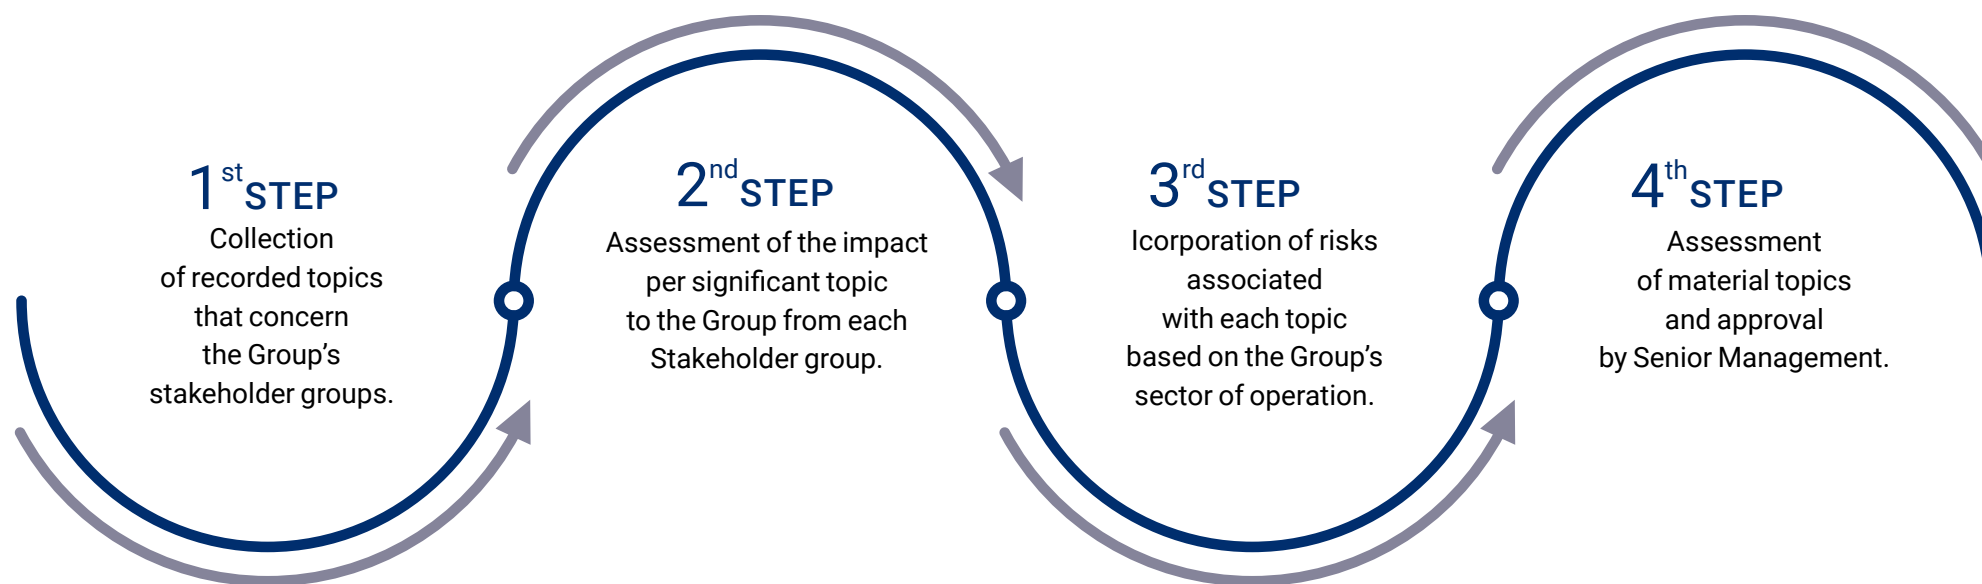 1st STEP
Collection
of recorded topics
that concern
the Group’s
stakeholder groups.
2nd STEP
Assessment of the impact
per significant topic
to the Group from each
Stakeholder group.
3rd STEP
Icorporation of risks
associated
with each topic
based on the Group’s
sector of operation.
4th STEP
Assessment
of material topics
and approval
by Senior Management.